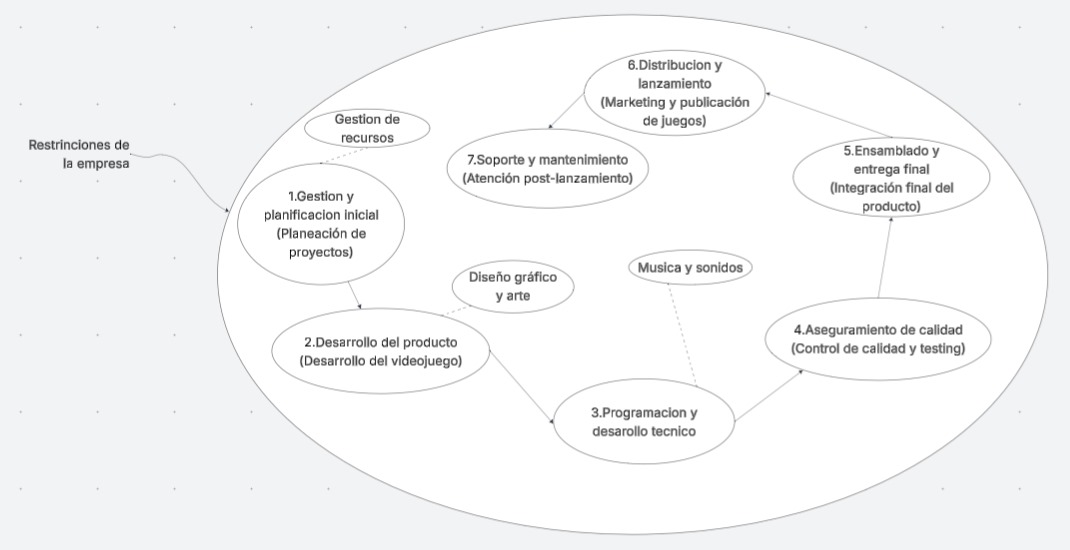 Restrinciones de
la empresa
Gestion de
recursos
1.Gestion y
planificacion inicial
(Planeación de
proyectos)
2.Desarrollo del producto
(Desarrollo del videojuego)
Diseño gráfico
y arte
3.Programacion y
desarollo tecnico
Musica y sonidos
4.Aseguramiento de calidad
(Control de calidad y testing)
5.Ensamblado y
entrega final
(Integración final del
producto)
6.Distribucion y
lanzamiento
(Marketing y publicación
de juegos)
7.Soporte y mantenimiento
(Atención post-lanzamiento)